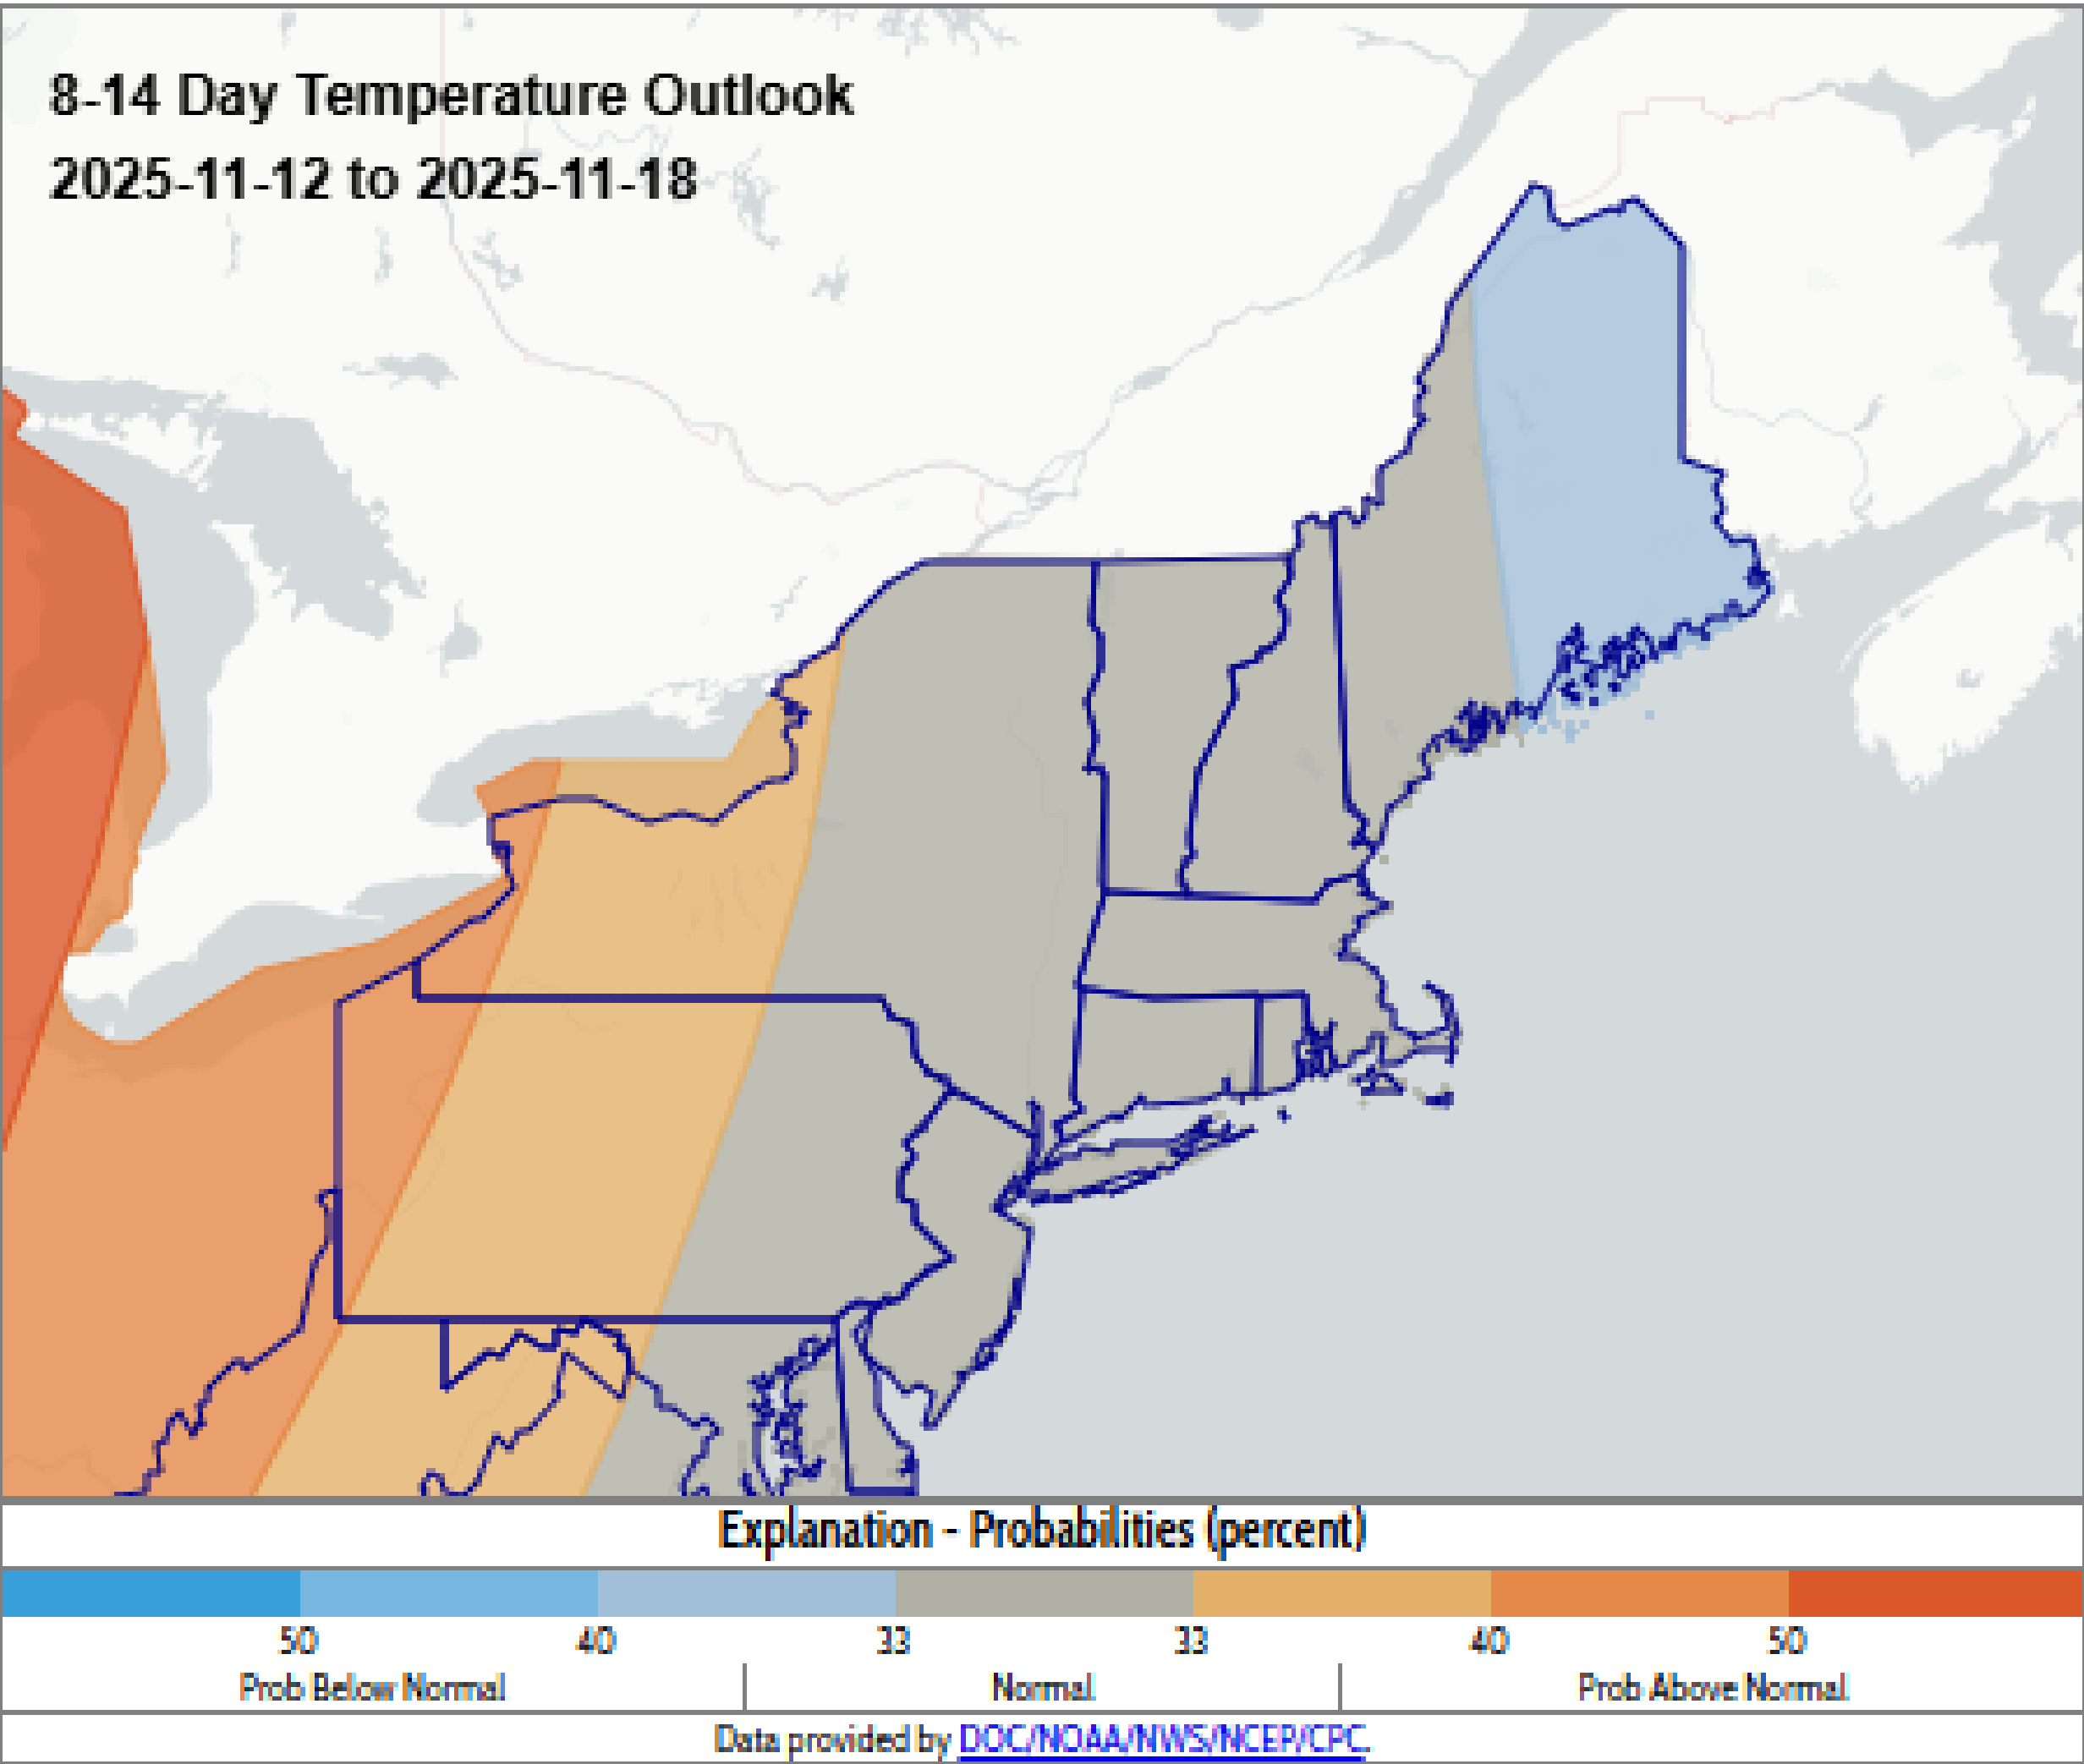 8-14 Day Temperature Outlook
2025-11-12 to 2025-11-18
Explanation - Probabilities (percent)
50 40 33 33 40 50
Prob Below Normal | Normal | Prob Above Normal
Data provided by DOC/NOAA/NWS/NCEP/CPC.